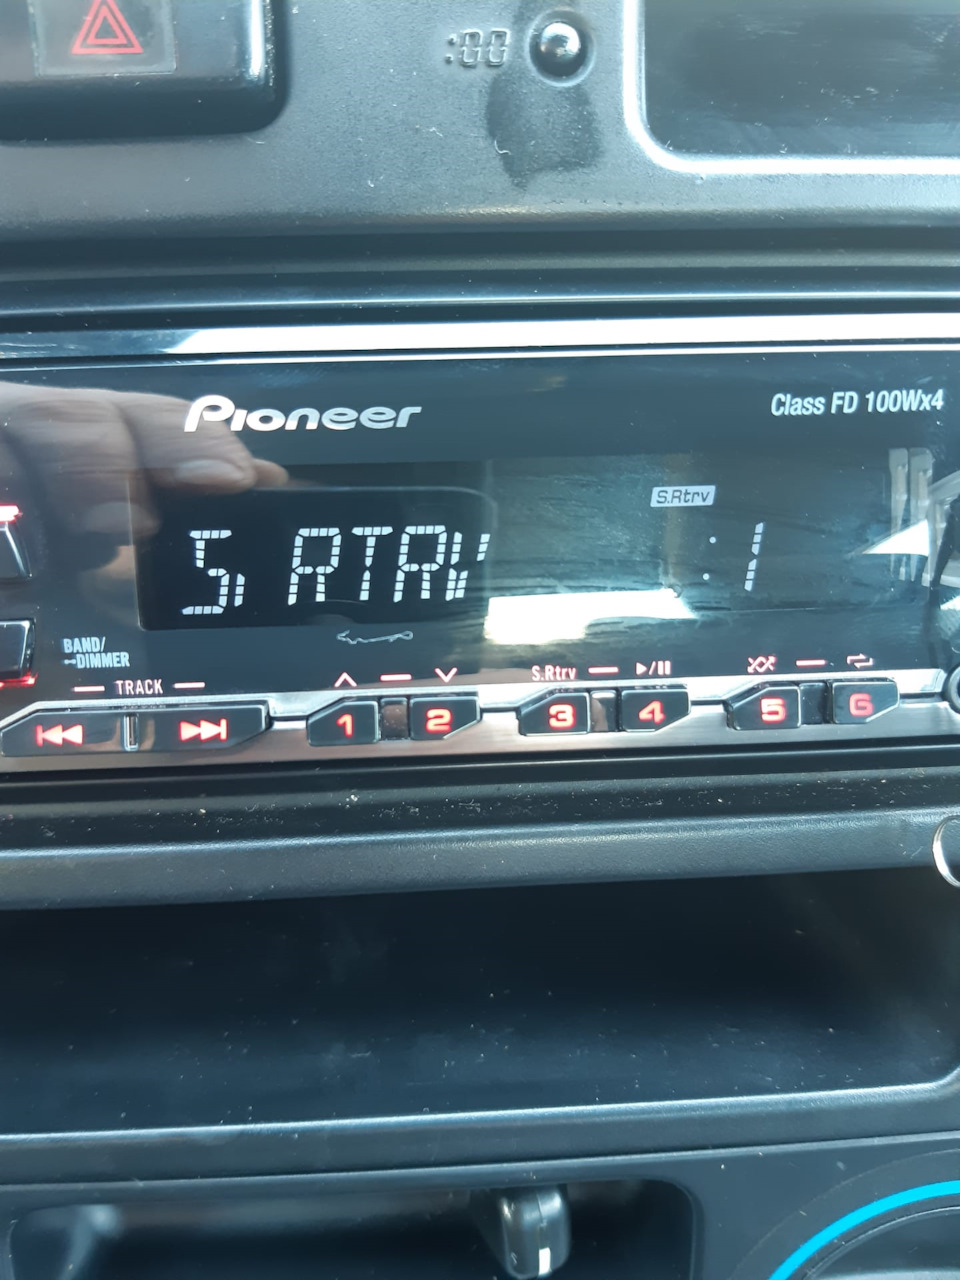 :00
Pioneer
Class FD 100Wx4
S.Rtrv
S. RTRV :1
BAND/
DIMMER
TRACK
S.Rtrv
1 2 3 4 5 6